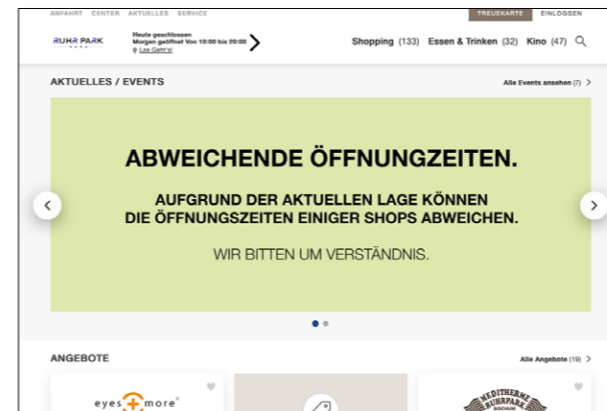 ANFAHRT CENTER AKTUELLES SERVICE TREUEKARTE EINLOGGEN
RUHR PARK
Heute geschlossen
Morgen geöffnet Von 10:00 bis 20:00
Los Geht's!
Shopping (133) Essen & Trinken (32) Kino (47)
AKTUELLES / EVENTS Alle Events ansehen (7)
ABWEICHENDE ÖFFNUNGZEITEN.
AUFGRUND DER AKTUELLEN LAGE KÖNNEN
DIE ÖFFNUNGSZEITEN EINIGER SHOPS ABWEICHEN.
WIR BITTEN UM VERSTÄNDNIS.
ANGEBOTE Alle Angebote (19)
eyes + more
MEDITHERME
RUHRPARK
BOCHUM